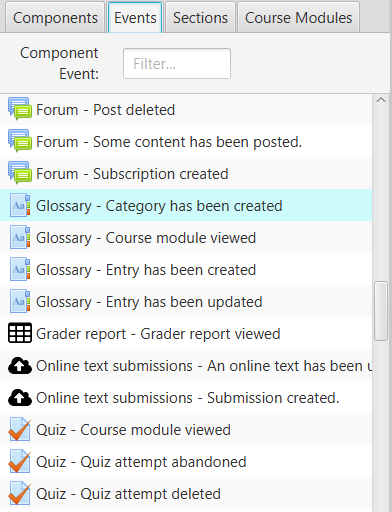 Components Events Sections Course Modules
Component
Event:
Filter...
Forum - Post deleted
Forum - Some content has been posted.
Forum - Subscription created
Glossary - Category has been created
Glossary - Course module viewed
Glossary - Entry has been created
Glossary - Entry has been updated
Grader report - Grader report viewed
Online text submissions - An online text has been u
Online text submissions - Submission created.
Quiz - Course module viewed
Quiz - Quiz attempt abandoned
Quiz - Quiz attempt deleted